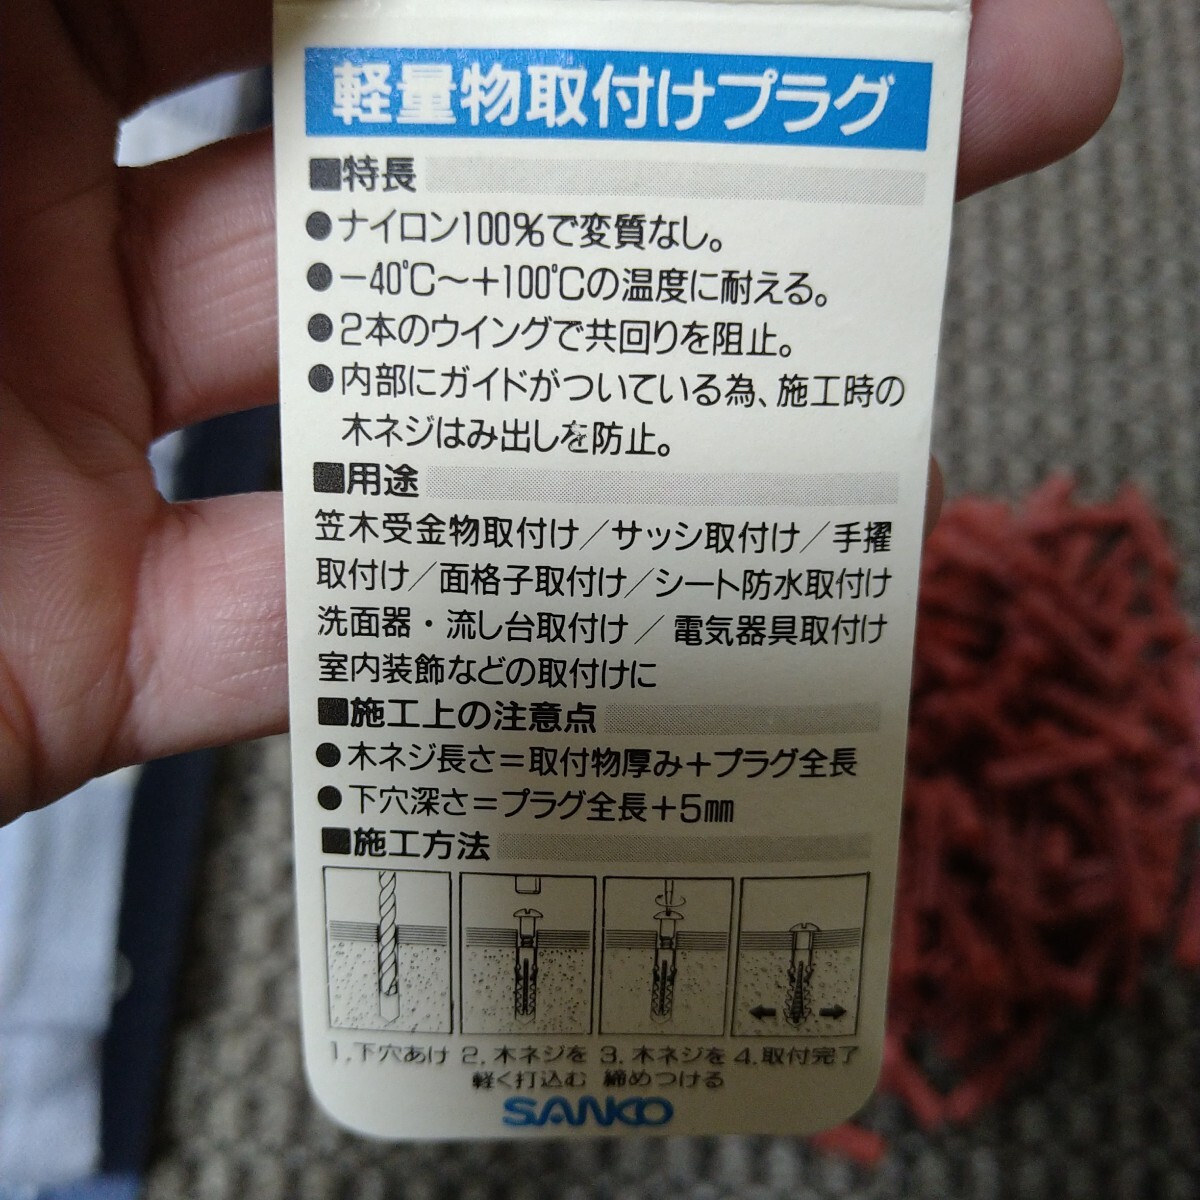 軽量物取付けプラグ
■特長
●ナイロン100%で変質なし。
●−40℃〜+100℃の温度に耐える。
●2本のウイングで共回りを阻止。
●内部にガイドがついている為、施工時の
木ネジはみ出しを防止。
■用途
笠木受金物取付け／サッシ取付け／手擢
取付け／面格子取付け／シート防水取付け
洗面器・流し台取付け／電気器具取付け
室内装飾などの取付けに
■施工上の注意点
●木ネジ長さ=取付物厚み+プラグ全長
●下穴深さ=プラグ全長+5mm
■施工方法
1.下穴あけ 2.木ネジを 3.木ネジを 4.取付完了
軽く打込む 締めつける
SANKO